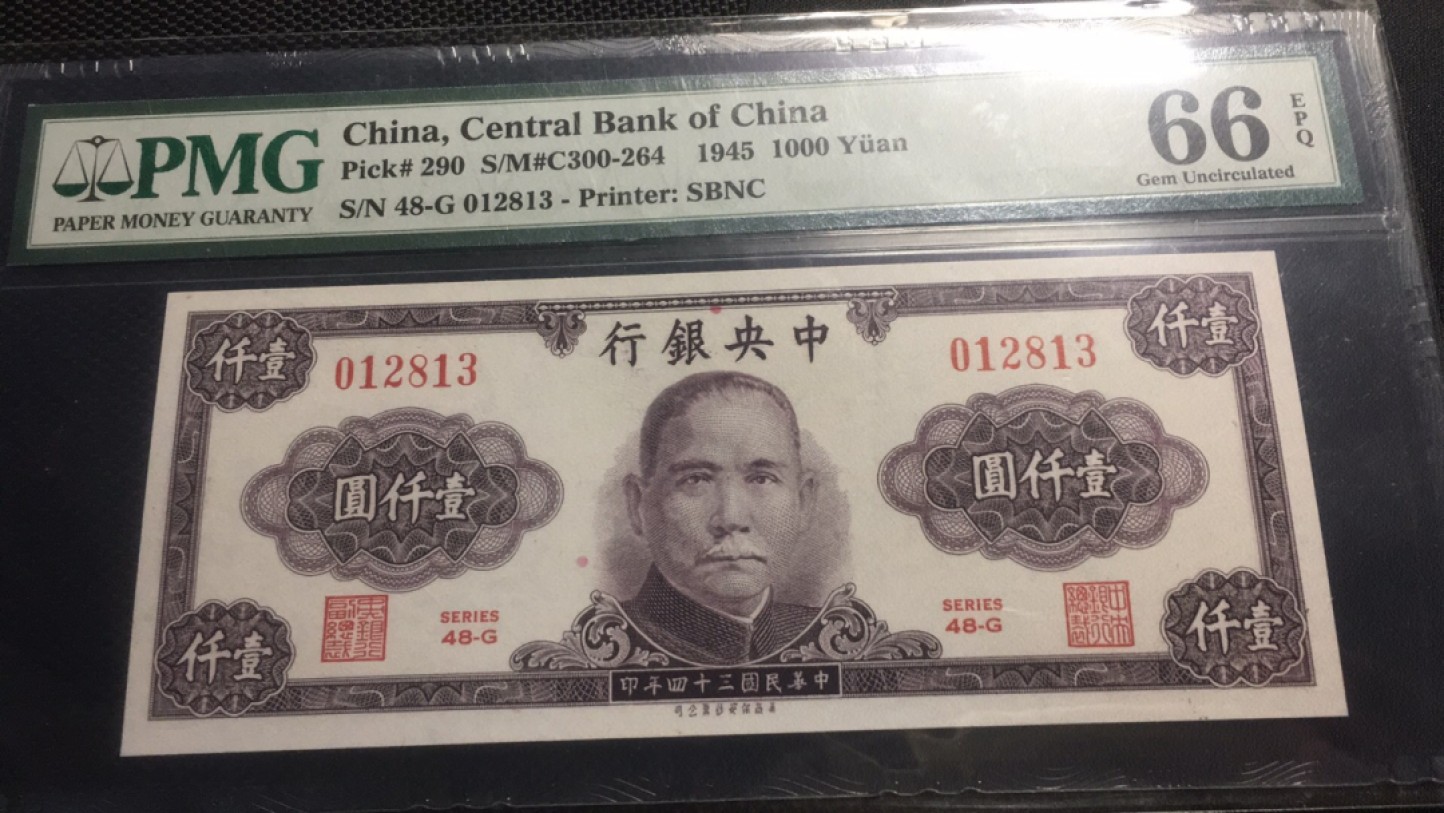 PMG
PAPER MONEY GUARANTY
China, Central Bank of China
Pick# 290 S/M#C300-264 1945 1000 Yüan
S/N 48-G 012813 - Printer: SBNC
66
EPQ
Gem Uncirculated
行銀央中
仟壹
仟壹
012813
012813
圓仟壹
圓仟壹
SERIES
48-G
SERIES
48-G
仟壹
仟壹
印年四十三國民華中